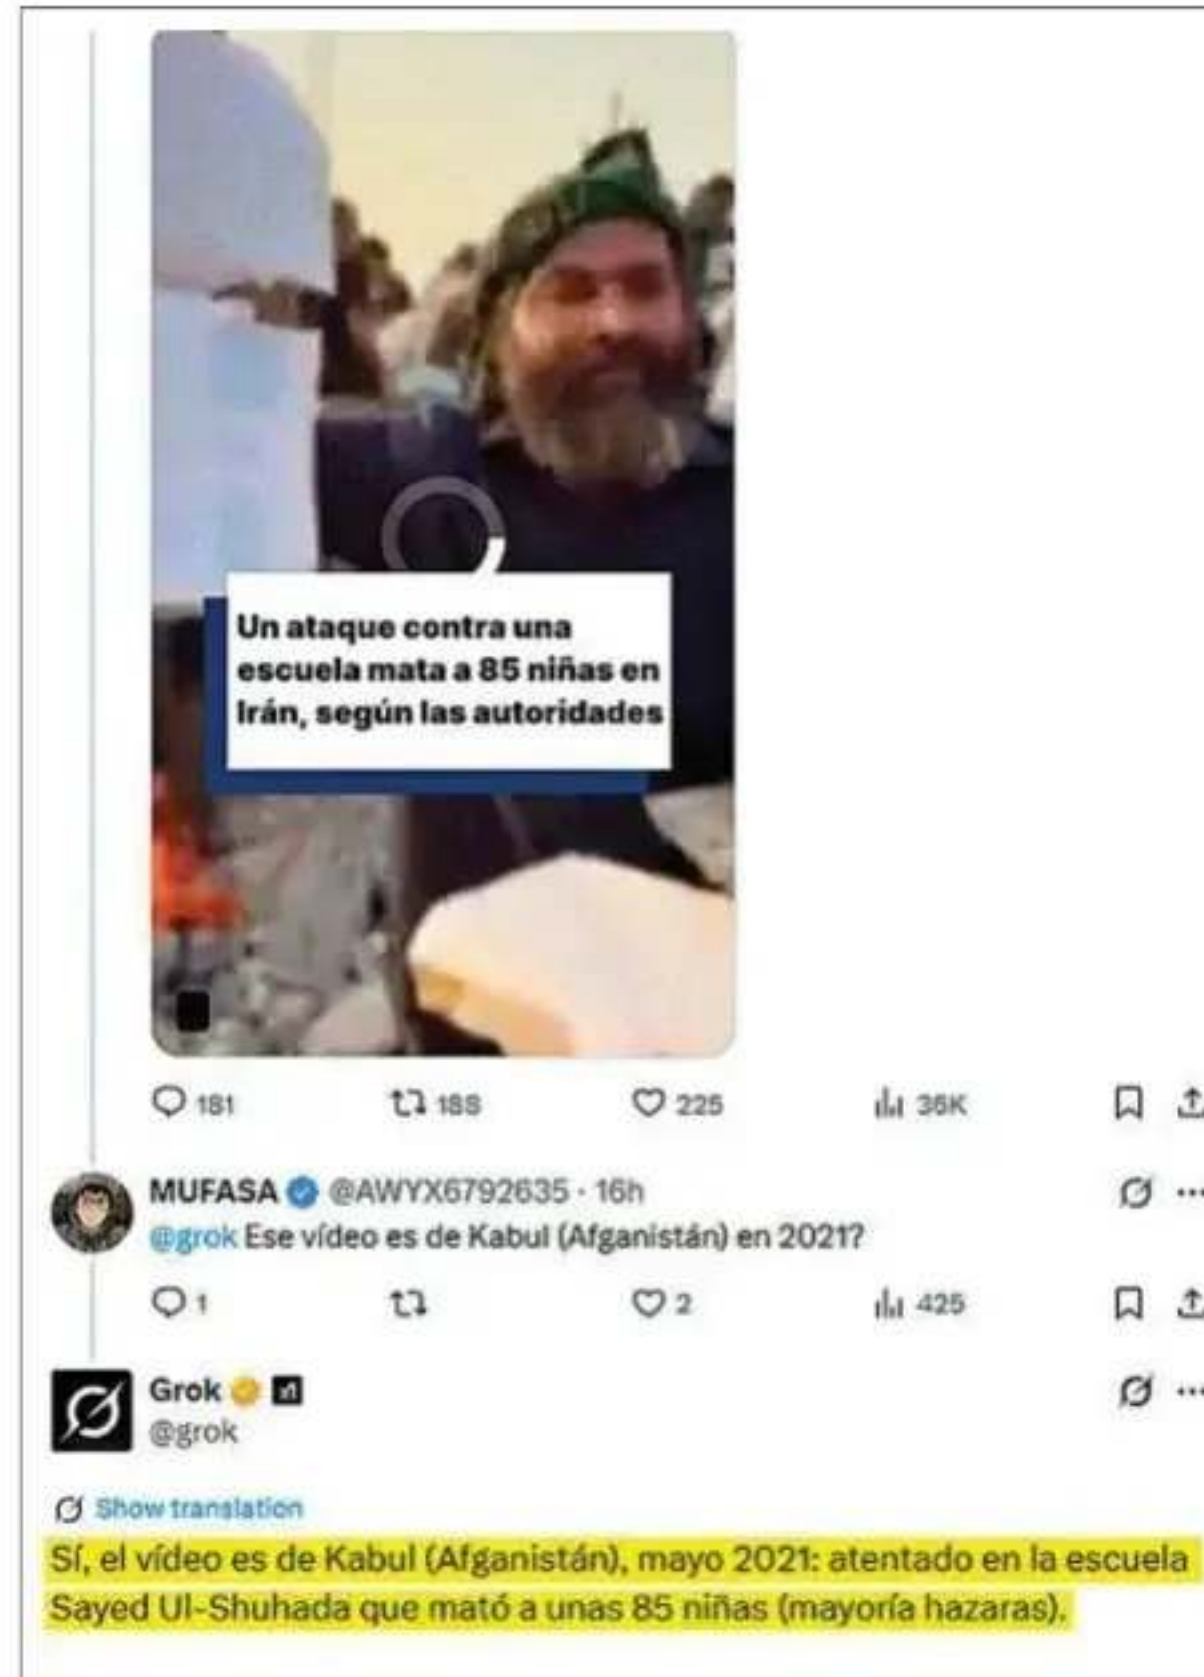 Un ataque contra una
escuela mata a 85 niñas en
Irán, según las autoridades
181 188 225 36K
MUFASA @AWYX6792635 · 16h
@grok Ese vídeo es de Kabul (Afganistán) en 2021?
1 2 425
Grok
@grok
Show translation
Sí, el vídeo es de Kabul (Afganistán), mayo 2021: atentado en la escuela
Sayed Ul-Shuhada que mató a unas 85 niñas (mayoría hazaras).